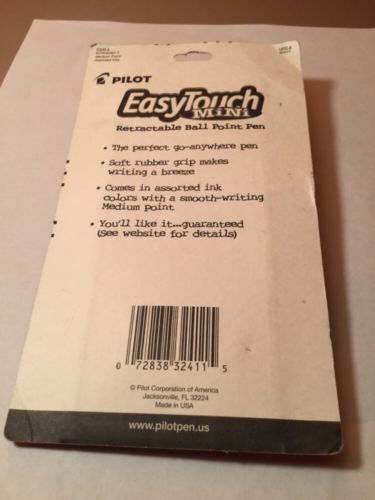 Medium Point
PILOT
EasyTouch
MiNi
Retractable Ball Point Pen
• The perfect go-anywhere pen
• Soft rubber grip makes
writing a breeze
• Comes in assorted ink
colors with a smooth-writing
Medium Point
• You'll like it...guaranteed
(See website for details)
0 72838 32411 5
© Pilot Corporation of America
Jacksonville, FL 32224
Made in USA
www.pilotpen.us